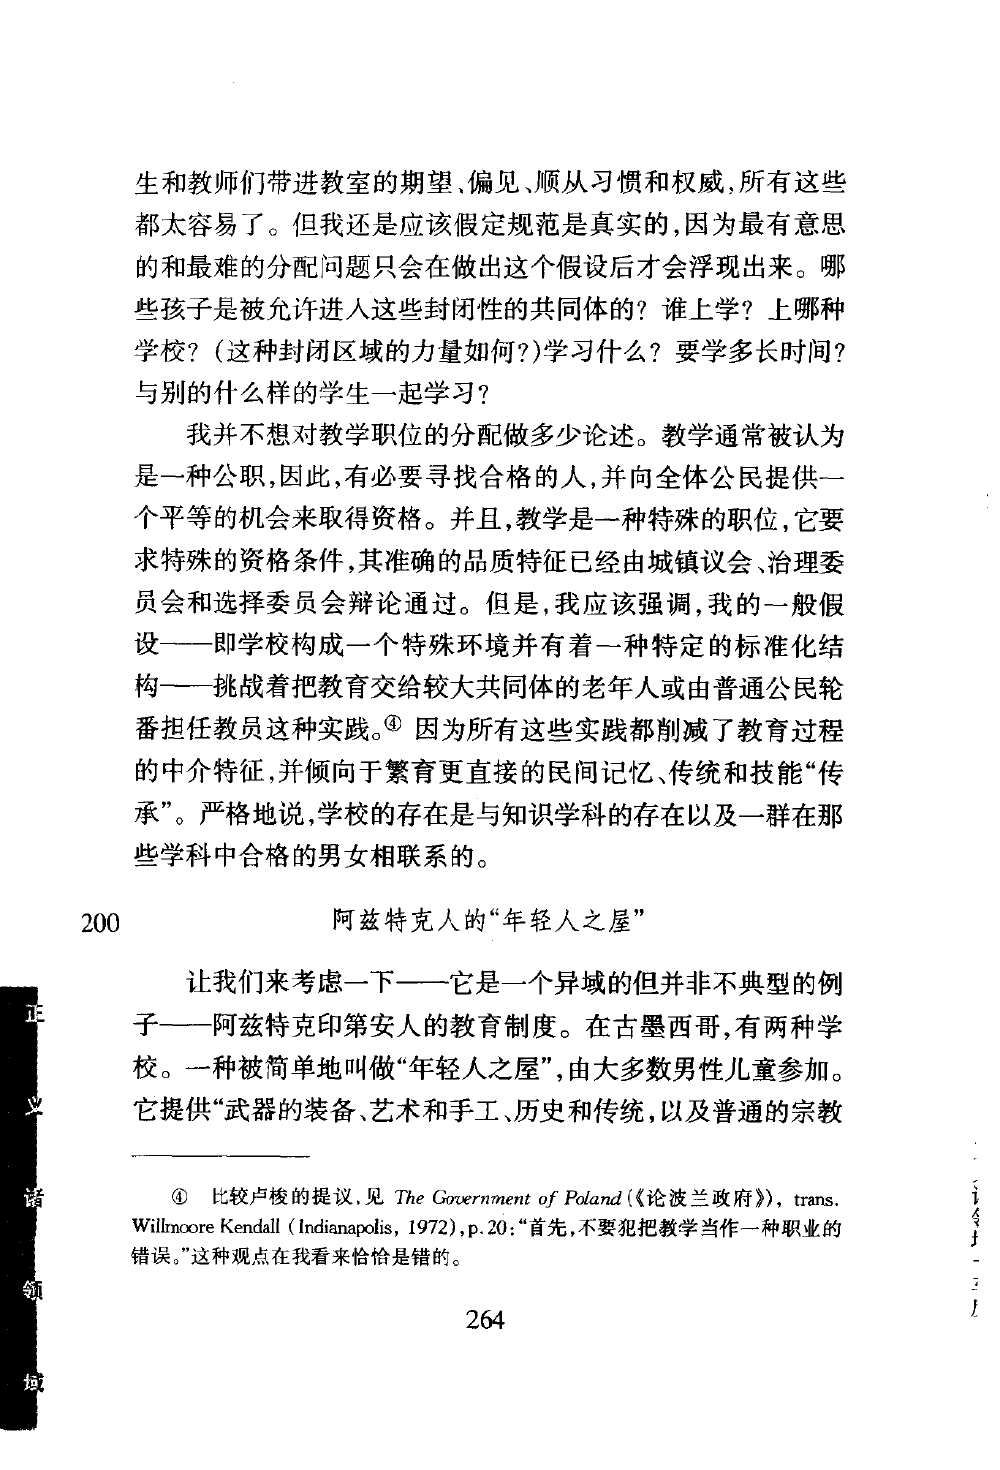 生和教师们带进教室的期望、偏见、顺从习惯和权威,所有这些
都太容易了。但我还是应该假定规范是真实的,因为最有意思
的和最难的分配问题只会在做出这个假设后才会浮现出来。哪
些孩子是被允许进入这些封闭性的共同体的？谁上学？上哪种
学校？(这种封闭区域的力量如何?)学习什么？要学多长时间?
与别的什么样的学生一起学习?
我并不想对教学职位的分配做多少论述。教学通常被认为
是一种公职,因此,有必要寻找合格的人,并向全体公民提供一
个平等的机会来取得资格。并且,教学是一种特殊的职位,它要
求特殊的资格条件,其准确的品质特征已经由城镇议会、治理委
员会和选择委员会辩论通过。但是,我应该强调,我的一般假
设——即学校构成一个特殊环境并有着一种特定的标准化结
构——挑战着把教育交给较大共同体的老年人或由普通公民轮
番担任教员这种实践。④ 因为所有这些实践都削减了教育过程
的中介特征,并倾向于繁育更直接的民间记忆、传统和技能“传
承”。严格地说,学校的存在是与知识学科的存在以及一群在那
些学科中合格的男女相联系的。
200 阿兹特克人的“年轻人之屋”
让我们来考虑一下——它是一个异域的但并非不典型的例
子——阿兹特克印第安人的教育制度。在古墨西哥,有两种学
校。一种被简单地叫做“年轻人之屋”,由大多数男性儿童参加。
它提供“武器的装备、艺术和手工、历史和传统,以及普通的宗教
④ 比较卢梭的提议,见 The Government of Poland(《论波兰政府》), trans.
Willmoore Kendall (Indianapolis, 1972),p.20:“首先,不要犯把教学当作一种职业的
错误。”这种观点在我看来恰恰是错的。
264
正
义
诸
领
域